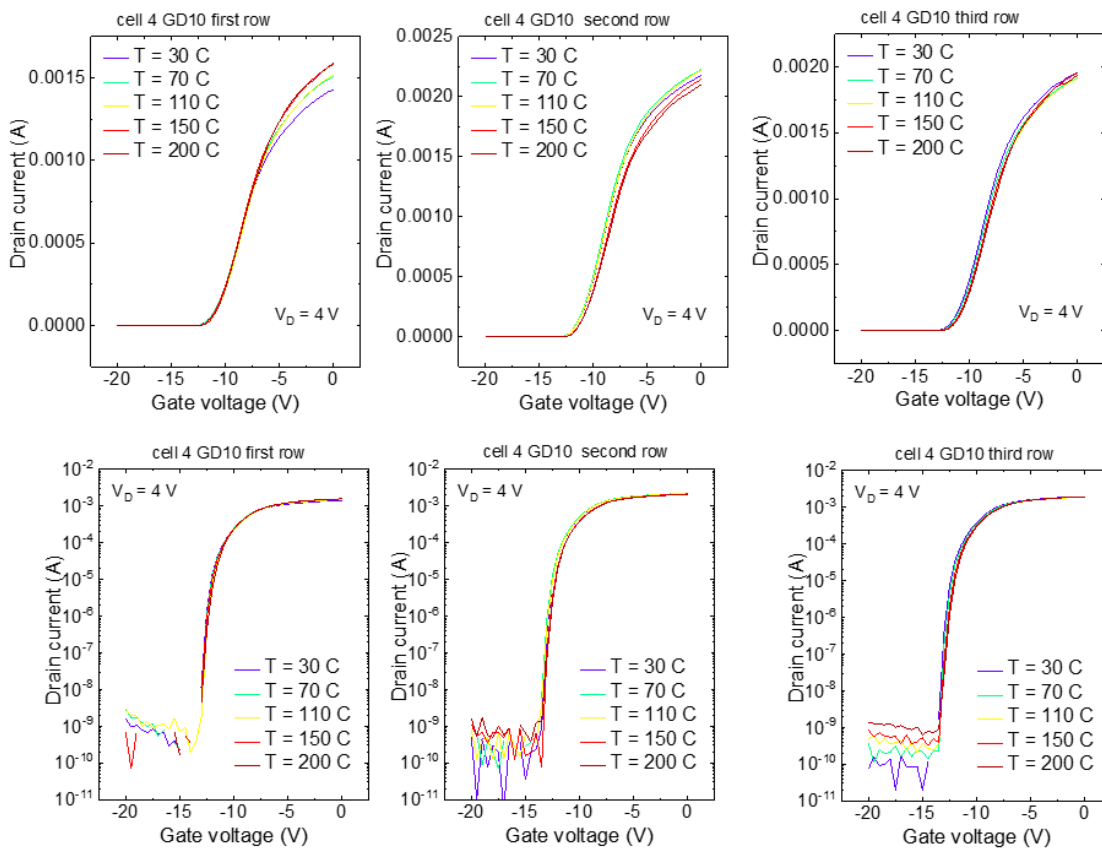 cell 4 GD10 first row
0.0015
0.0010
0.0005
0.0000
Drain current (A)
T = 30 C
T = 70 C
T = 110 C
T = 150 C
T = 200 C
V_D = 4 V
-20 -15 -10 -5 0
Gate voltage (V)
cell 4 GD10 second row
0.0025
0.0020
0.0015
0.0010
0.0005
0.0000
Drain current (A)
T = 30 C
T = 70 C
T = 110 C
T = 150 C
T = 200 C
V_D = 4 V
-20 -15 -10 -5 0
Gate voltage (V)
cell 4 GD10 third row
0.0020
0.0015
0.0010
0.0005
0.0000
Drain current (A)
T = 30 C
T = 70 C
T = 110 C
T = 150 C
T = 200 C
V_D = 4 V
-20 -15 -10 -5 0
Gate voltage (V)
cell 4 GD10 first row
10^-2
10^-3
10^-4
10^-5
10^-6
10^-7
10^-8
10^-9
10^-10
10^-11
Drain current (A)
V_D = 4 V
T = 30 C
T = 70 C
T = 110 C
T = 150 C
T = 200 C
-20 -15 -10 -5 0
Gate voltage (V)
cell 4 GD10 second row
10^-2
10^-3
10^-4
10^-5
10^-6
10^-7
10^-8
10^-9
10^-10
10^-11
Drain current (A)
V_D = 4 V
T = 30 C
T = 70 C
T = 110 C
T = 150 C
T = 200 C
-20 -15 -10 -5 0
Gate voltage (V)
cell 4 GD10 third row
10^-2
10^-3
10^-4
10^-5
10^-6
10^-7
10^-8
10^-9
10^-10
10^-11
Drain current (A)
V_D = 4 V
T = 30 C
T = 70 C
T = 110 C
T = 150 C
T = 200 C
-20 -15 -10 -5 0
Gate voltage (V)